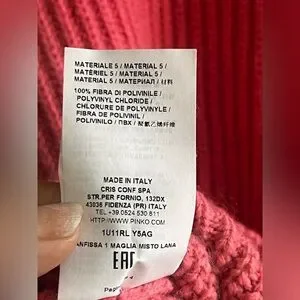 MATERIALE 5 / MATERIAL 5 /
MATÉRIEL 5 / MATERIAL 5 /
MATERIAL 5 / МАТЕРИАЛ / 材料
100% FIBRA DI POLIVINILE /
POLYVINYL CHLORIDE /
CHLORURE DE POLYVINYLE /
FIBRA DE POLIVINIL /
POLIVINILO / ПВХ / 聚氯乙烯纤维
MADE IN ITALY
CRIS CONF SPA
STR.PER FORNIO, 132DX
43036 FIDENZA (PR) ITALY
TEL +39 0524 530 811
HTTP://WWW.PINKO.COM
1U11RL Y5AG
ANFISSA 1 MAGLIA MISTO LANA
EAC